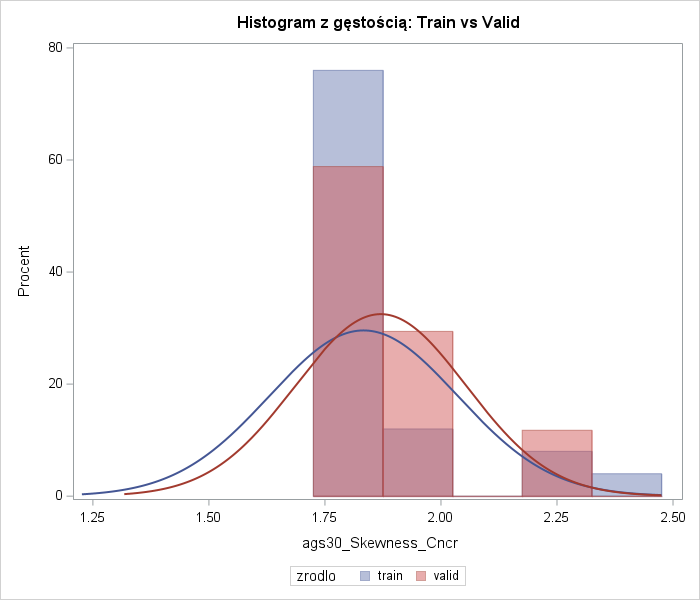 Histogram z gęstością: Train vs Valid
80
60
40
20
0
Procent
1.25 1.50 1.75 2.00 2.25 2.50
ags30_Skewness_Cncr
zrodlo train valid